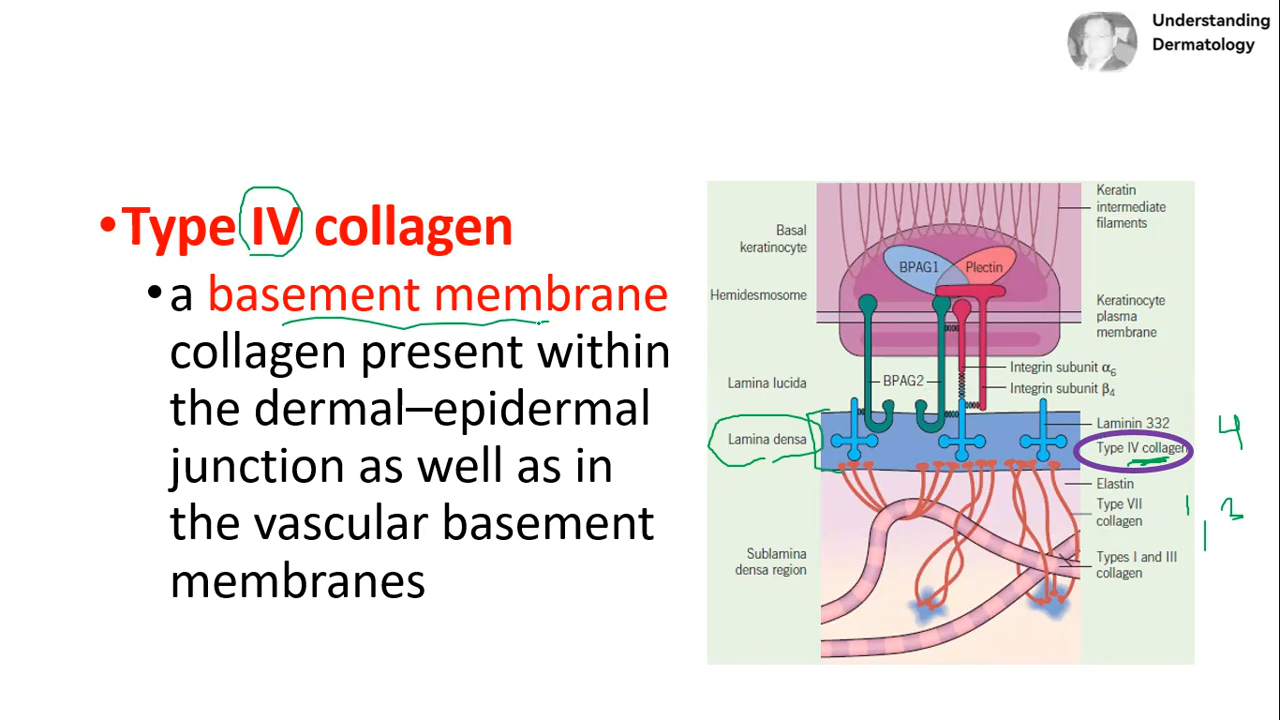 Understanding
Dermatology
•Type IV collagen
•a basement membrane
collagen present within
the dermal–epidermal
junction as well as in
the vascular basement
membranes
Keratin
intermediate
filaments
Basal
keratinocyte
BPAG1
Plectin
Hemidesmosome
Keratinocyte
plasma
membrane
Integrin subunit α6
Lamina lucida
BPAG2
Integrin subunit β4
Laminin 332
Lamina densa
Type IV collagen
4
Elastin
Type VII
collagen
1 3
1
Sublamina
densa region
Types I and III
collagen